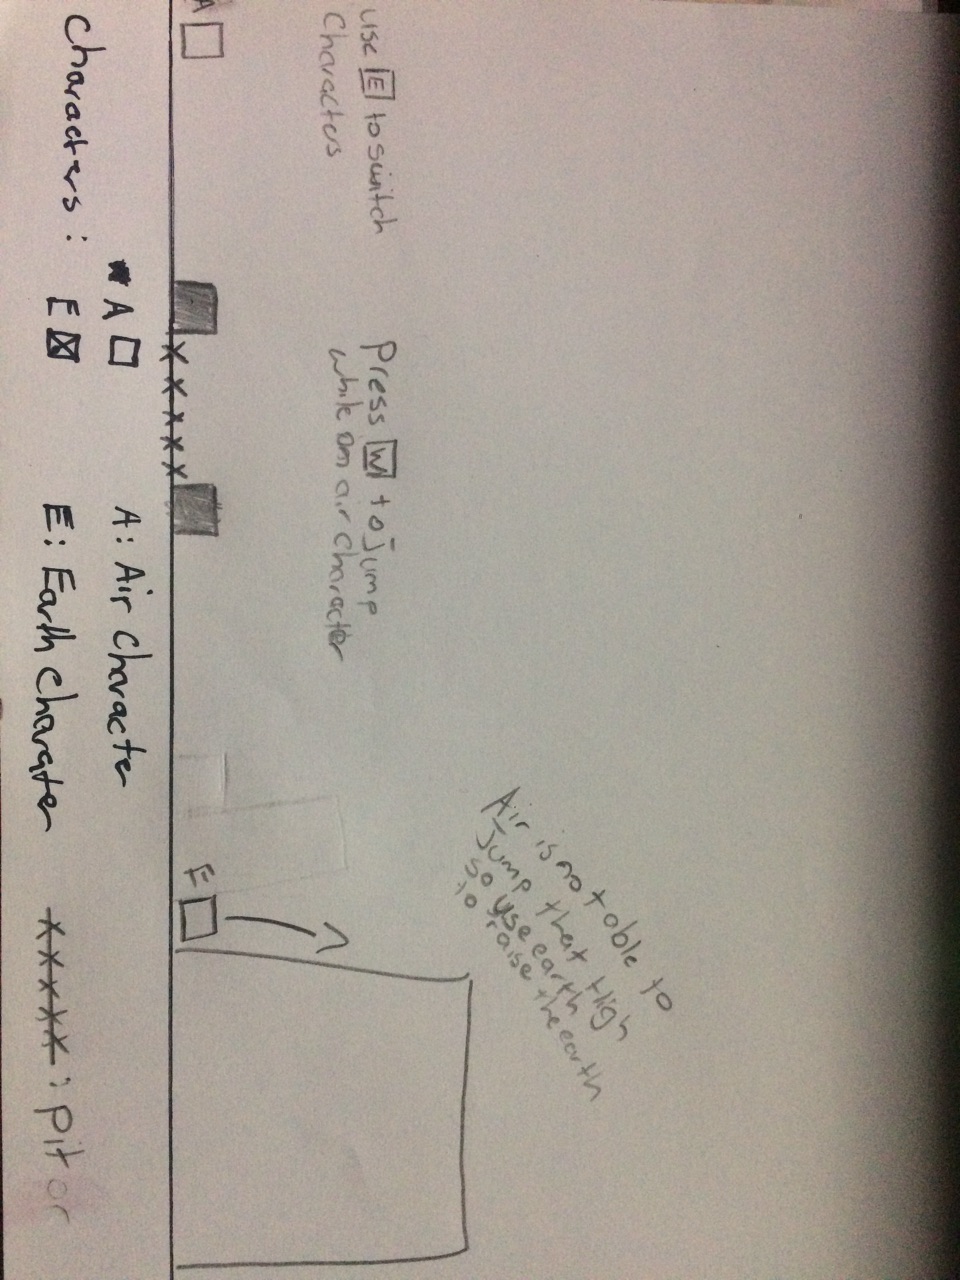 Air is not able to
Jump that High
so use earth
to raise the earth
use E to switch
Characters
Press W to jump
while on air character
A
E
x x x x x
A
A: Air Character
Characters:
E
E: Earth Charater
xxxxx : pit or